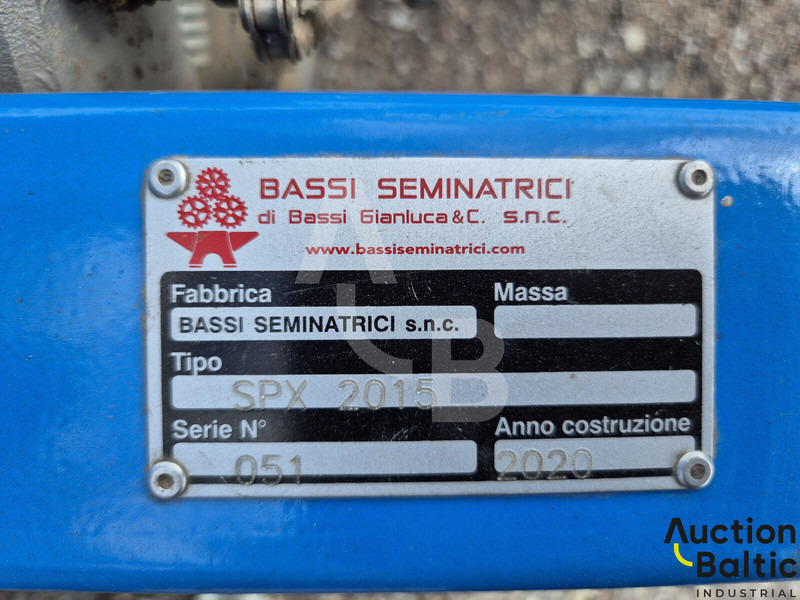 BASSI SEMINATRICI
di Bassi Gianluca & C. s.n.c.
www.bassiseminatrici.com
Fabbrica
BASSI SEMINATRICI s.n.c.
Massa
Tipo
SPX 2015
Serie N°
051
Anno costruzione
2020
ALB
Auction
Baltic
INDUSTRIAL